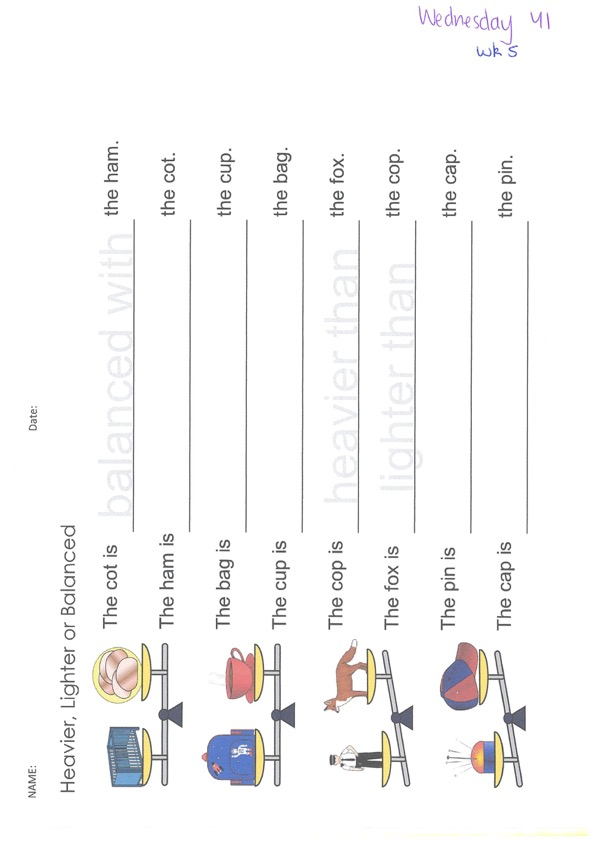 Wednesday 41
wk 5
NAME:
Date:
Heavier, Lighter or Balanced
The cot is balanced with the ham.
The ham is the cot.
The bag is the cup.
The cup is the bag.
The cop is heavier than the fox.
The fox is lighter than the cop.
The pin is the cap.
The cap is the pin.